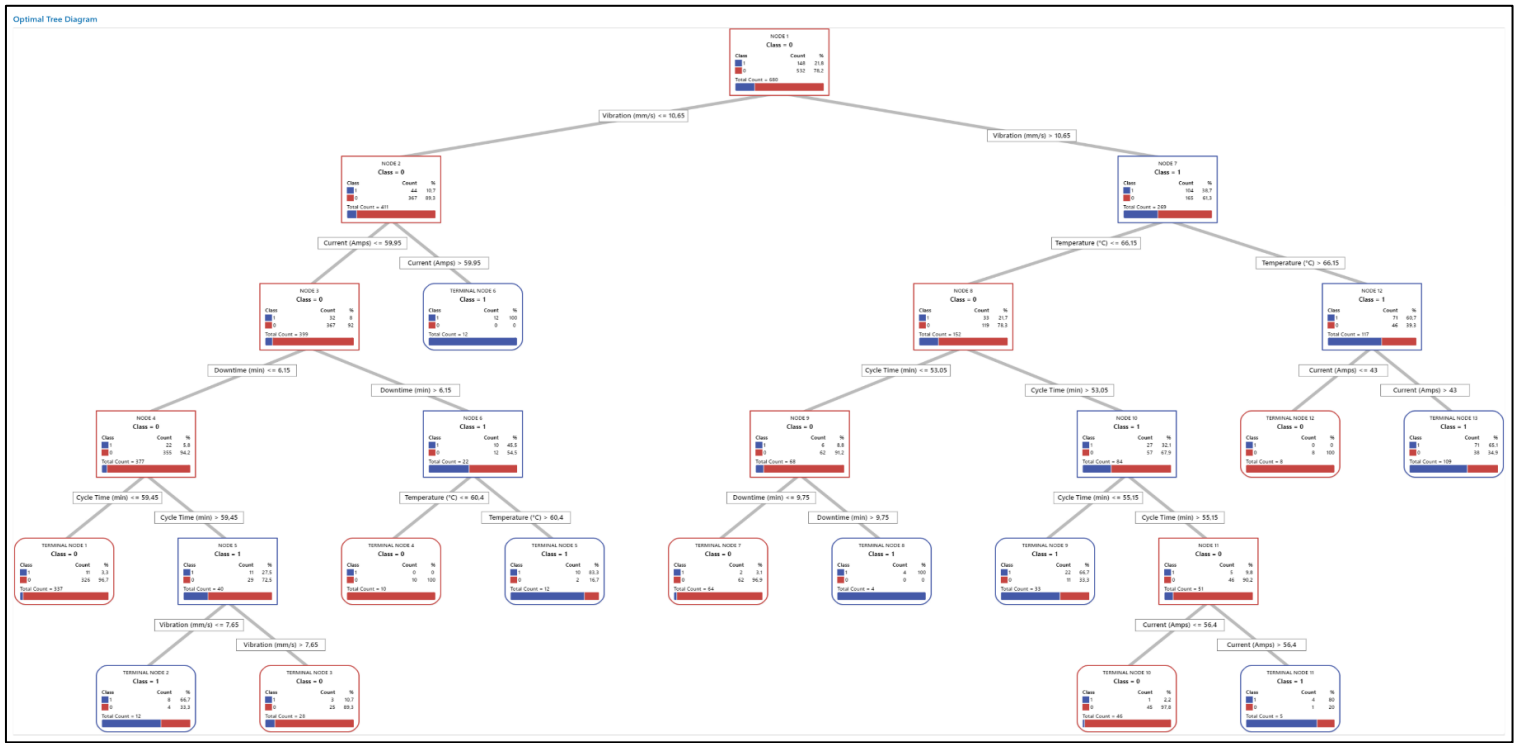 Optimal Tree Diagram
NODE 1
Class = 0
Class Count %
1 148 21.8
0 532 78.2
Total Count = 680
Vibration (mm/s) <= 10,65
Vibration (mm/s) > 10,65
NODE 2
Class = 0
Class Count %
1 44 10.7
0 367 89.3
Total Count = 411
NODE 7
Class = 1
Class Count %
1 104 38.7
0 165 61.3
Total Count = 269
Current (Amps) <= 59,95
Current (Amps) > 59.95
Temperature (°C) <= 66,15
Temperature (°C) > 66.15
NODE 3
Class = 0
Class Count %
1 32 8
0 367 92
Total Count = 399
TERMINAL NODE 6
Class = 1
Class Count %
1 12 100
0 0 0
Total Count = 12
NODE 8
Class = 0
Class Count %
1 33 21.7
0 119 78.3
Total Count = 152
NODE 12
Class = 1
Class Count %
1 71 60.7
0 46 39.3
Total Count = 117
Downtime (min) <= 6,15
Downtime (min) > 6.15
Cycle Time (min) <= 53.05
Cycle Time (min) > 53.05
Current (Amps) <= 43
Current (Amps) > 43
NODE 4
Class = 0
Class Count %
1 22 5.8
0 355 94.2
Total Count = 377
NODE 6
Class = 1
Class Count %
1 10 45.5
0 12 54.5
Total Count = 22
NODE 9
Class = 0
Class Count %
1 6 8.8
0 62 91.2
Total Count = 68
NODE 10
Class = 1
Class Count %
1 27 32.1
0 57 67.9
Total Count = 84
TERMINAL NODE 12
Class = 0
Class Count %
1 0 0
0 8 100
Total Count = 8
TERMINAL NODE 13
Class = 1
Class Count %
1 71 65.1
0 38 34.9
Total Count = 109
Cycle Time (min) <= 59.45
Cycle Time (min) > 59,45
Temperature (°C) <= 60.4
Temperature (°C) > 60.4
Downtime (min) <= 9,75
Downtime (min) > 9.75
Cycle Time (min) <= 55,15
Cycle Time (min) > 55,15
TERMINAL NODE 1
Class = 0
Class Count %
1 11 3.3
0 326 96.7
Total Count = 337
NODE 5
Class = 1
Class Count %
1 11 27.5
0 29 72.5
Total Count = 40
TERMINAL NODE 4
Class = 0
Class Count %
1 0 0
0 10 100
Total Count = 10
TERMINAL NODE 5
Class = 1
Class Count %
1 10 83.3
0 2 16.7
Total Count = 12
TERMINAL NODE 7
Class = 0
Class Count %
1 2 3.1
0 62 96.9
Total Count = 64
TERMINAL NODE 8
Class = 1
Class Count %
1 4 100
0 0 0
Total Count = 4
TERMINAL NODE 9
Class = 1
Class Count %
1 22 66.7
0 11 33.3
Total Count = 33
NODE 11
Class = 0
Class Count %
1 5 9.8
0 46 90.2
Total Count = 51
Vibration (mm/s) <= 7,65
Vibration (mm/s) > 7,65
Current (Amps) <= 56.4
Current (Amps) > 56,4
TERMINAL NODE 2
Class = 1
Class Count %
1 8 66.7
0 4 33.3
Total Count = 12
TERMINAL NODE 3
Class = 0
Class Count %
1 3 10.7
0 25 89.3
Total Count = 28
TERMINAL NODE 10
Class = 0
Class Count %
1 1 2.2
0 45 97.8
Total Count = 46
TERMINAL NODE 11
Class = 1
Class Count %
1 4 80
0 1 20
Total Count = 5